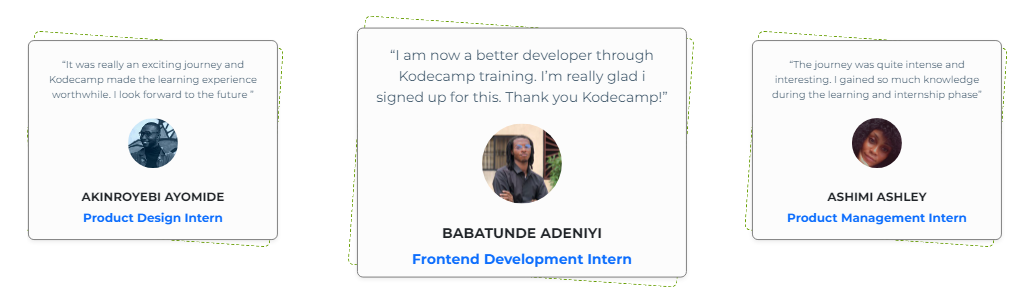 “It was really an exciting journey and
Kodecamp made the learning experience
worthwhile. I look forward to the future ”
AKINROYEBI AYOMIDE
Product Design Intern
“I am now a better developer through
Kodecamp training. I’m really glad i
signed up for this. Thank you Kodecamp!”
BABATUNDE ADENIYI
Frontend Development Intern
“The journey was quite intense and
interesting. I gained so much knowledge
during the learning and internship phase”
ASHIMI ASHLEY
Product Management Intern